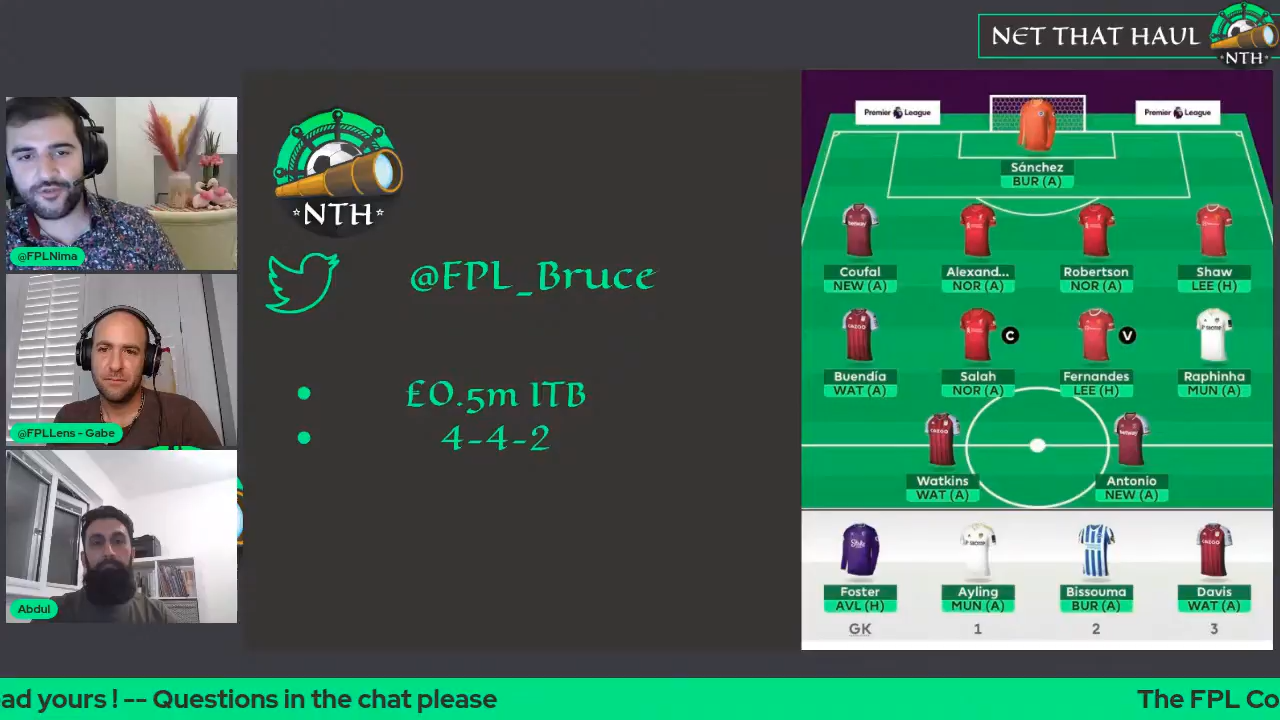 NET THAT HAUL
NTH
Premier League
Premier League
Sánchez
BUR (A)
@FPLNima
NTH
@FPL_Bruce
Coufal Alexand... Robertson Shaw
NEW (A) NOR (A) NOR (A) LEE (H)
C V
Buendía Salah Fernandes Raphinha
WAT (A) NOR (A) LEE (H) MUN (A)
£0.5m ITB
4-4-2
@FPLLens - Gabe
Watkins Antonio
WAT (A) NEW (A)
Foster Ayling Bissouma Davis
AVL (H) MUN (A) BUR (A) WAT (A)
GK 1 2 3
Abdul
ad yours ! -- Questions in the chat please The FPL Co